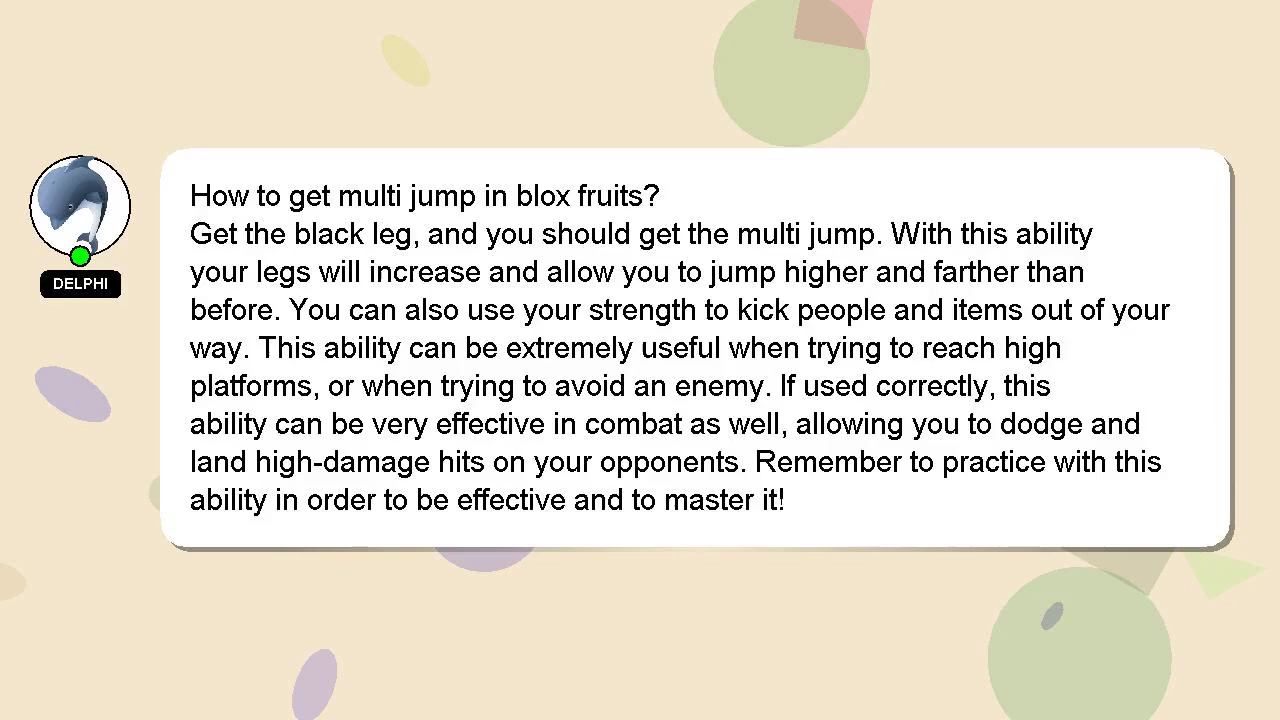 How to get multi jump in blox fruits?
Get the black leg, and you should get the multi jump. With this ability
your legs will increase and allow you to jump higher and farther than
before. You can also use your strength to kick people and items out of your
way. This ability can be extremely useful when trying to reach high
platforms, or when trying to avoid an enemy. If used correctly, this
ability can be very effective in combat as well, allowing you to dodge and
land high-damage hits on your opponents. Remember to practice with this
ability in order to be effective and to master it!
DELPHI